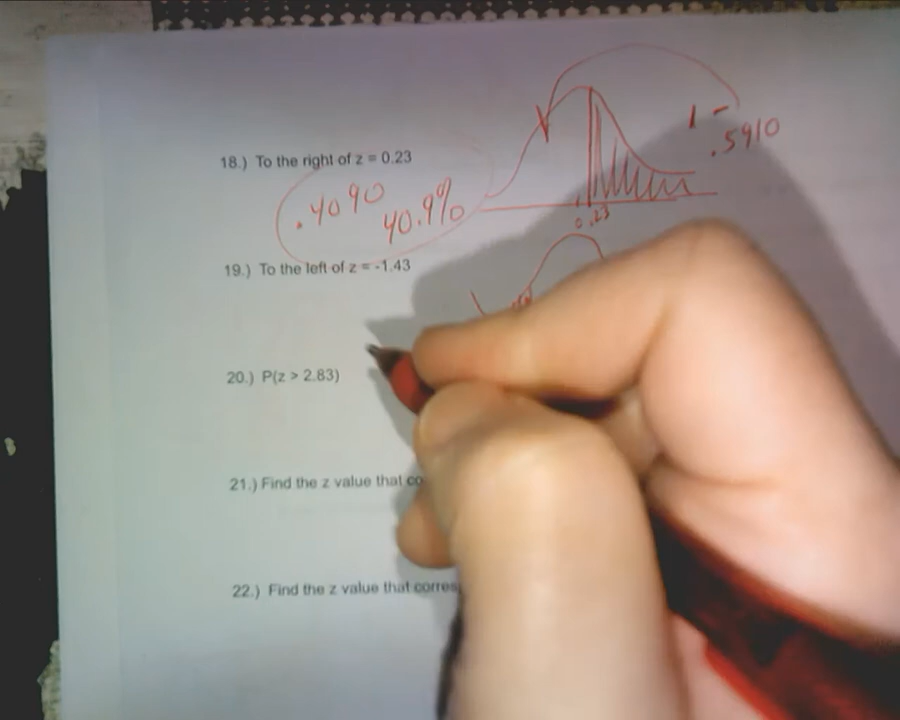 1 -
.5910
18.) To the right of z = 0.23
.4090 40.9%
0.23
19.) To the left of z = -1.43
20.) P(z > 2.83)
21.) Find the z value that co
22.) Find the z value that corres